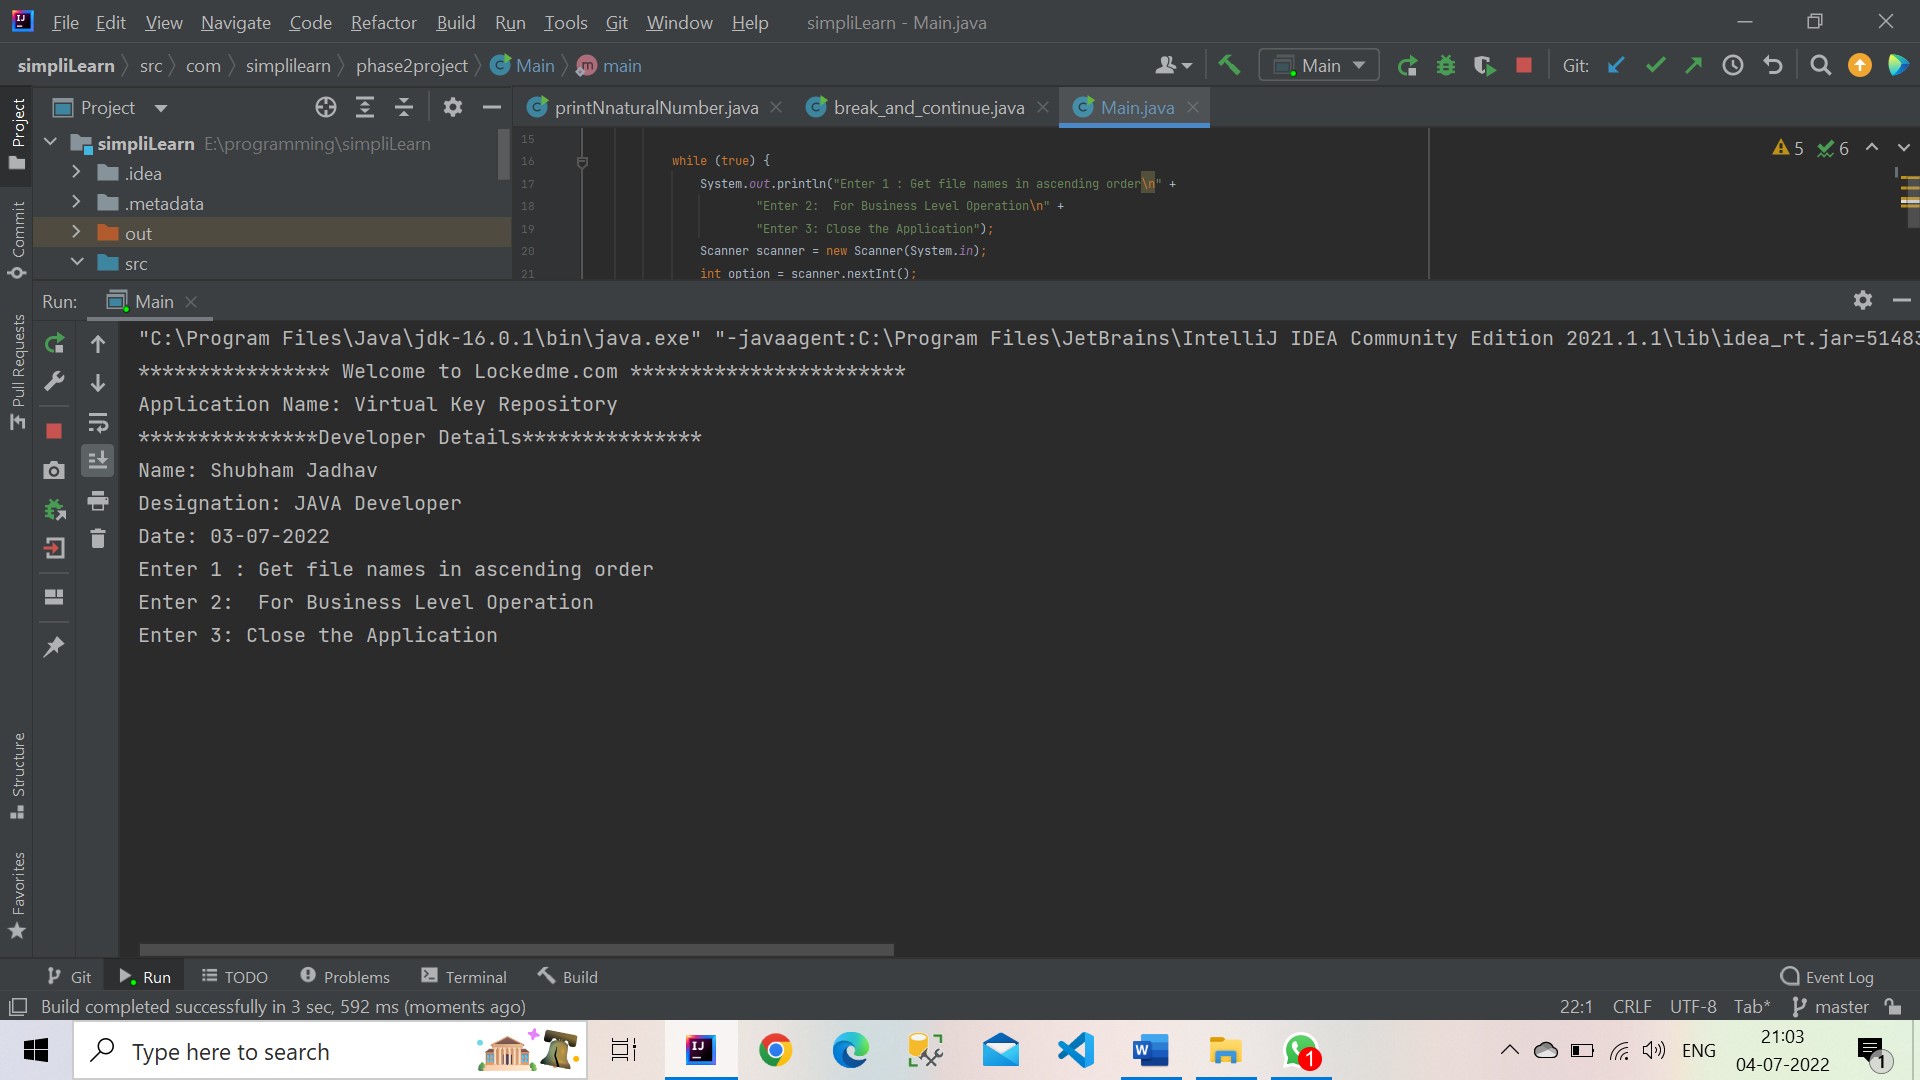 File Edit View Navigate Code Refactor Build Run Tools Git Window Help simpliLearn - Main.java
simpliLearn src com simplilearn phase2project Main main Main Git:
Project printNnaturalNumber.java break_and_continue.java Main.java
simpliLearn E:\programming\simpliLearn
.idea
.metadata
out
src
15
16 while (true) {
17 System.out.println("Enter 1 : Get file names in ascending order\n" +
18 "Enter 2:  For Business Level Operation\n" +
19 "Enter 3: Close the Application");
20 Scanner scanner = new Scanner(System.in);
21 int option = scanner.nextInt();
5 6
Project
Commit
Pull Requests
Structure
Favorites
Run: Main
"C:\Program Files\Java\jdk-16.0.1\bin\java.exe" "-javaagent:C:\Program Files\JetBrains\IntelliJ IDEA Community Edition 2021.1.1\lib\idea_rt.jar=51483
**************** Welcome to Lockedme.com ***********************
Application Name: Virtual Key Repository
***************Developer Details***************
Name: Shubham Jadhav
Designation: JAVA Developer
Date: 03-07-2022
Enter 1 : Get file names in ascending order
Enter 2:  For Business Level Operation
Enter 3: Close the Application
Git Run TODO Problems Terminal Build Event Log
Build completed successfully in 3 sec, 592 ms (moments ago) 22:1 CRLF UTF-8 Tab* master
Type here to search
1
ENG
21:03
04-07-2022
1